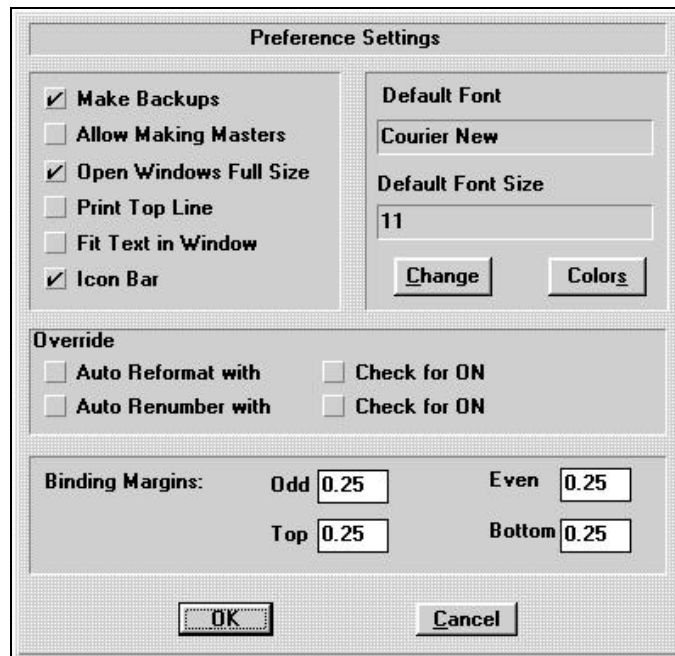 Preference Settings
Make Backups
Allow Making Masters
Open Windows Full Size
Print Top Line
Fit Text in Window
Icon Bar
Default Font
Courier New
Default Font Size
11
Change Colors
Override
Auto Reformat with Check for ON
Auto Renumber with Check for ON
Binding Margins: Odd 0.25 Even 0.25
Top 0.25 Bottom 0.25
OK Cancel